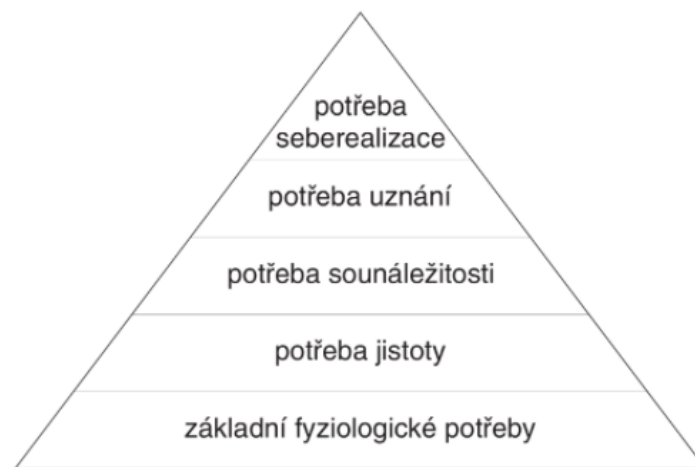 potřeba
seberealizace
potřeba uznání
potřeba sounáležitosti
potřeba jistoty
základní fyziologické potřeby